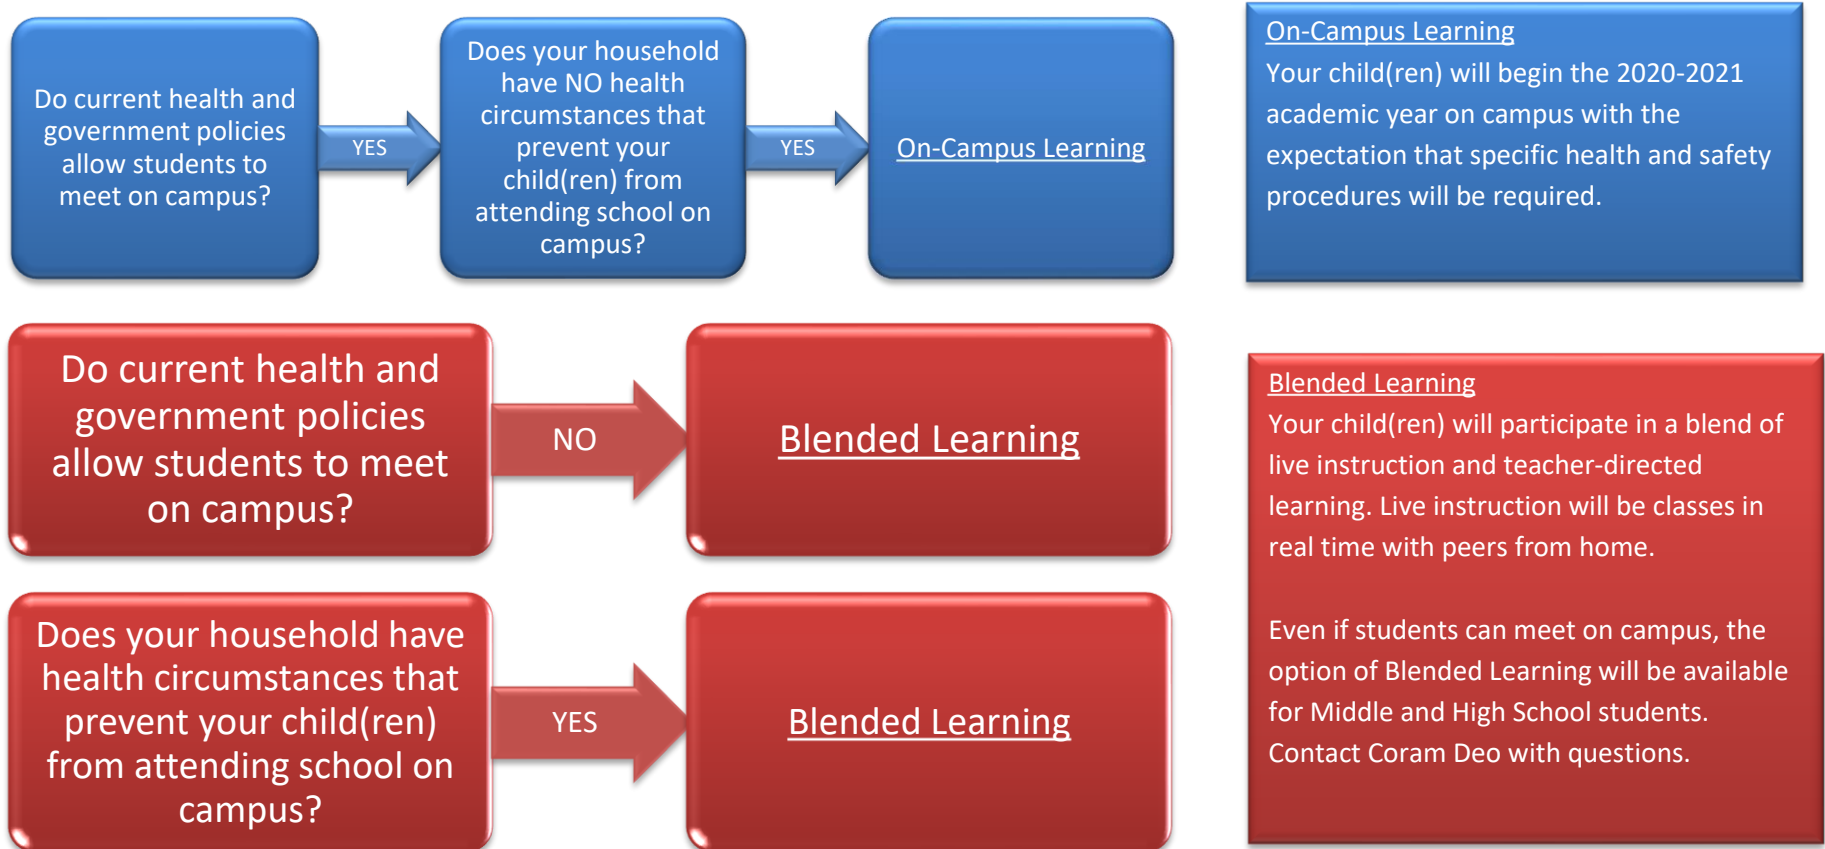 Do current health and
government policies
allow students to
meet on campus?
YES
Does your household
have NO health
circumstances that
prevent your
child(ren) from
attending school on
campus?
YES
On-Campus Learning
On-Campus Learning
Your child(ren) will begin the 2020-2021
academic year on campus with the
expectation that specific health and safety
procedures will be required.
Do current health and
government policies
allow students to meet
on campus?
NO
Blended Learning
Does your household have
health circumstances that
prevent your child(ren)
from attending school on
campus?
YES
Blended Learning
Blended Learning
Your child(ren) will participate in a blend of
live instruction and teacher-directed
learning. Live instruction will be classes in
real time with peers from home.
Even if students can meet on campus, the
option of Blended Learning will be available
for Middle and High School students.
Contact Coram Deo with questions.